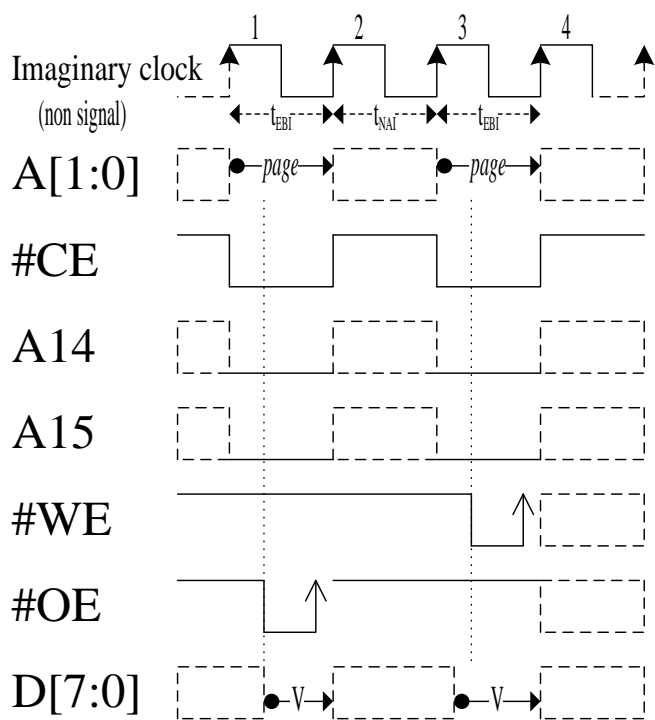 1 2 3 4
Imaginary clock
(non signal)
tEBI tNAI tEBI
A[1:0] page page
#CE
A14
A15
#WE
#OE
D[7:0] V V